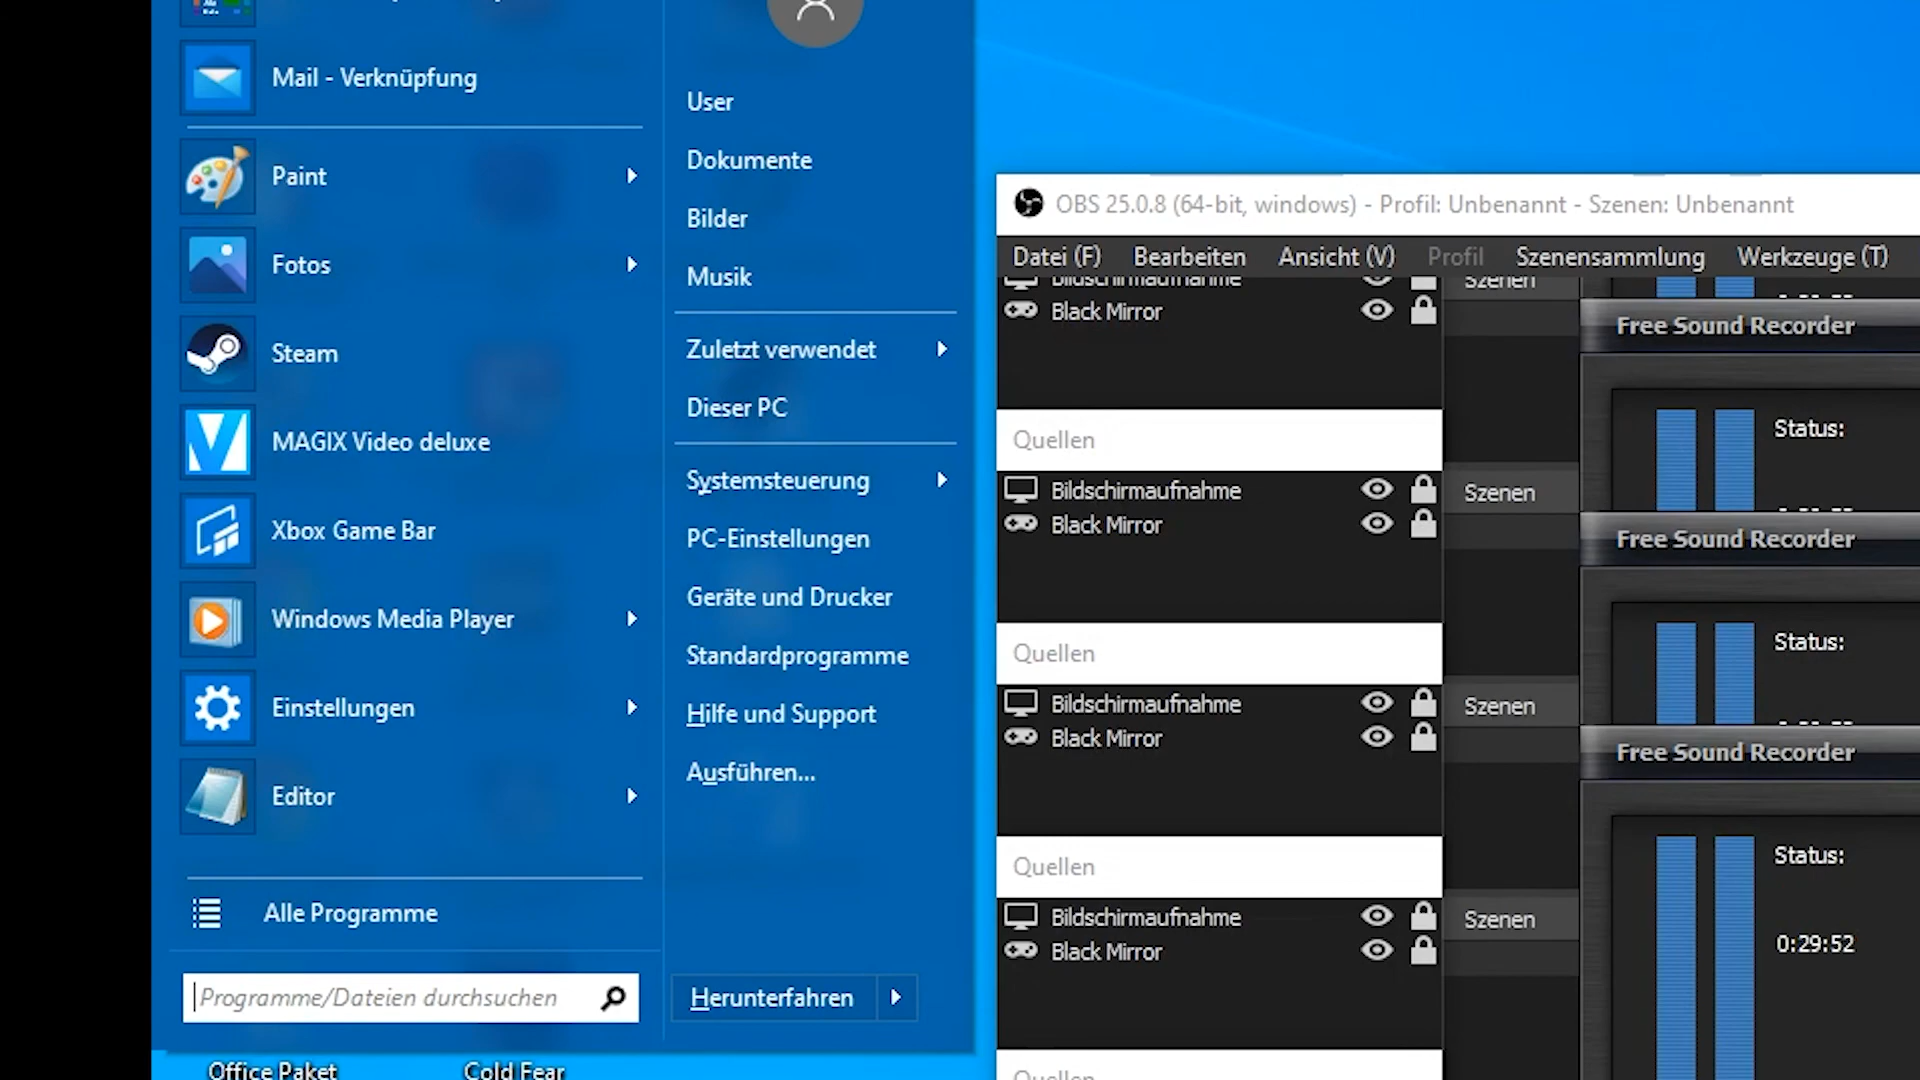 Mail - Verknüpfung
Paint
Fotos
Steam
MAGIX Video deluxe
Xbox Game Bar
Windows Media Player
Einstellungen
Editor
Alle Programme
Programme/Dateien durchsuchen
User
Dokumente
Bilder
Musik
Zuletzt verwendet
Dieser PC
Systemsteuerung
PC-Einstellungen
Geräte und Drucker
Standardprogramme
Hilfe und Support
Ausführen...
Herunterfahren
Office Paket
Cold Fear
OBS 25.0.8 (64-bit, windows) - Profil: Unbenannt - Szenen: Unbenannt
Datei (F) Bearbeiten Ansicht (V) Profil Szenensammlung Werkzeuge (T)
Bildschirmaufnahme
Szenen
Black Mirror
Free Sound Recorder
Status:
Quellen
Bildschirmaufnahme
Szenen
Black Mirror
Free Sound Recorder
Status:
Quellen
Bildschirmaufnahme
Szenen
Black Mirror
Free Sound Recorder
Status:
Quellen
Bildschirmaufnahme
Szenen
Black Mirror
0:29:52
Quellen